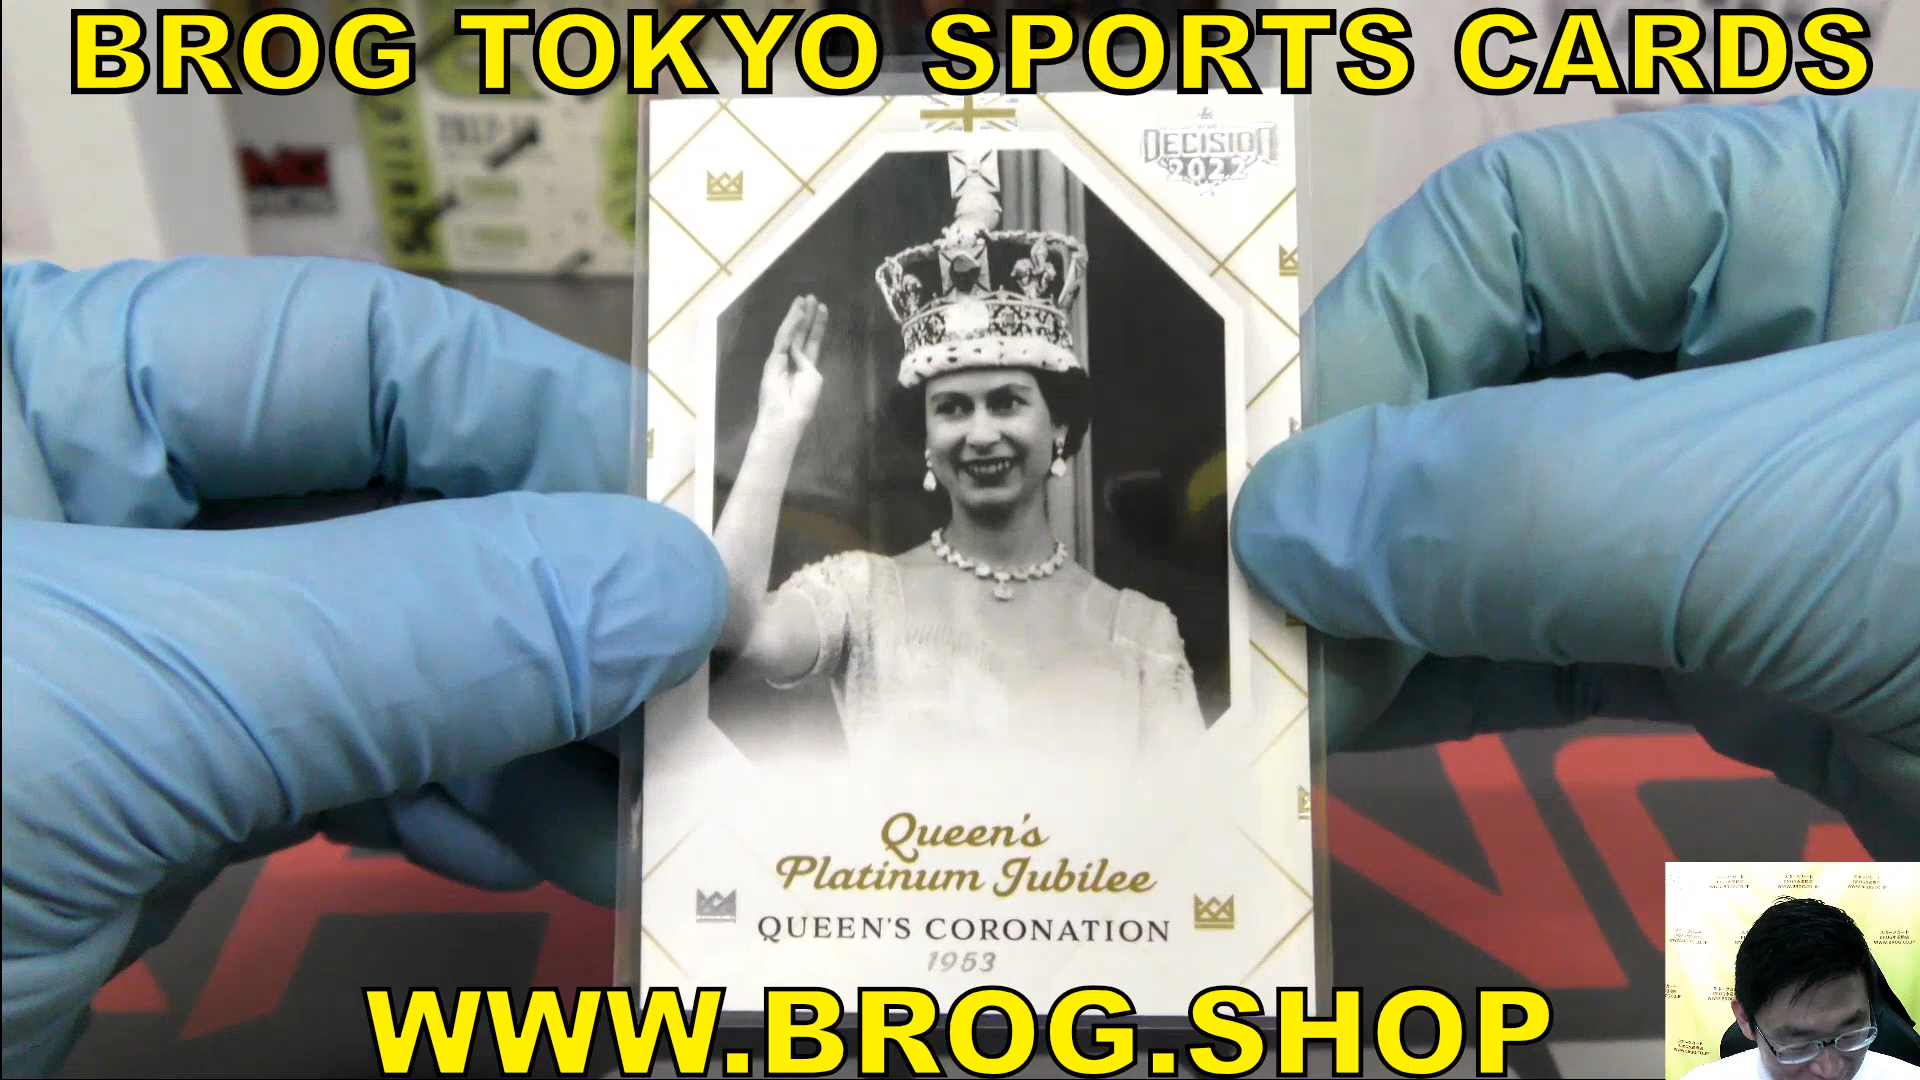 BROG TOKYO SPORTS CARDS
DECISION
2022
Queen's
Platinum Jubilee
QUEEN'S CORONATION
1953
WWW.BROG.SHOP